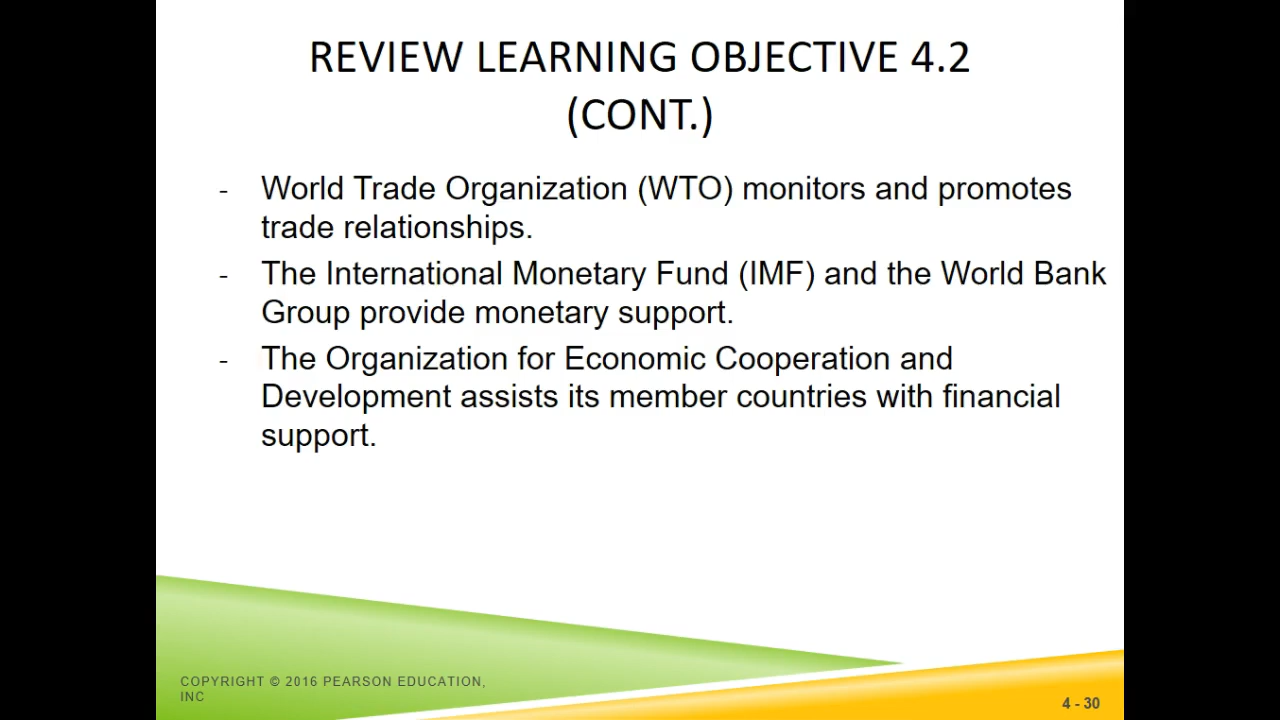 REVIEW LEARNING OBJECTIVE 4.2
(CONT.)
- World Trade Organization (WTO) monitors and promotes
trade relationships.
- The International Monetary Fund (IMF) and the World Bank
Group provide monetary support.
- The Organization for Economic Cooperation and
Development assists its member countries with financial
support.
COPYRIGHT © 2016 PEARSON EDUCATION,
INC
4 - 30